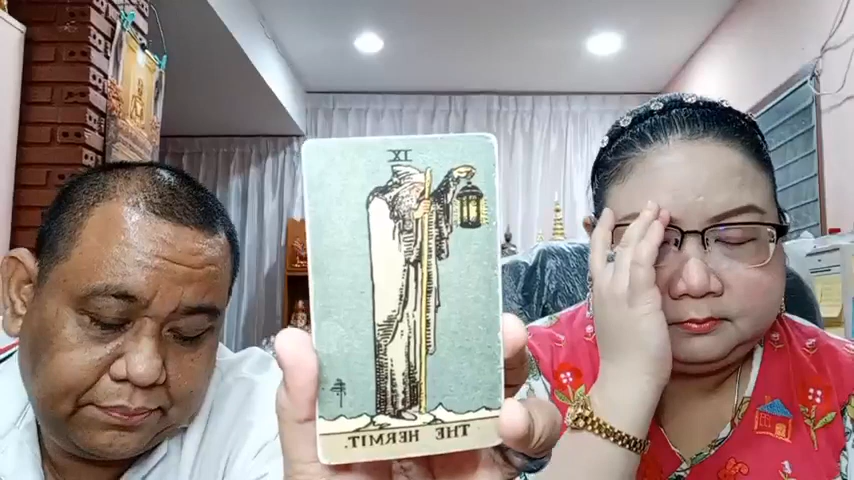 IX
THE HERMIT.